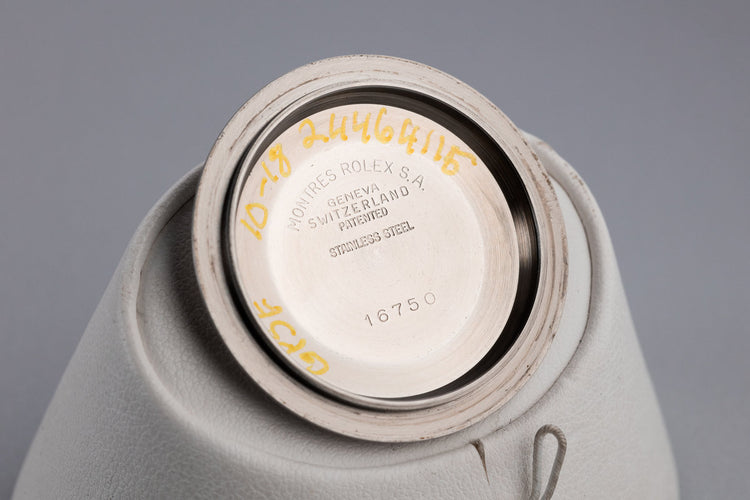 10-18 24464115
MONTRES ROLEX S.A.
GENEVA
SWITZERLAND
PATENTED
STAINLESS STEEL
16750